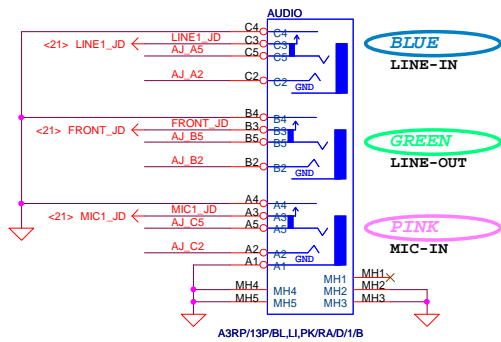 AUDIO
C4 C4
<21> LINE1_JD LINE1_JD C3 C3
AJ_A5 C5 C5
BLUE
LINE-IN
AJ_A2 C2 C2
GND
B4 B4
<21> FRONT_JD FRONT_JD B3 B3
AJ_B5 B5 B5
GREEN
LINE-OUT
AJ_B2 B2 B2
GND
A4 A4
<21> MIC1_JD MIC1_JD A3 A3
AJ_C5 A5 A5
PINK
MIC-IN
AJ_C2 A2 A2
GND
A1 A1
MH1 MH1
MH4 MH4 MH2 MH2
MH5 MH5 MH3 MH3
A3RP/13P/BL,LI,PK/RA/D/1/B